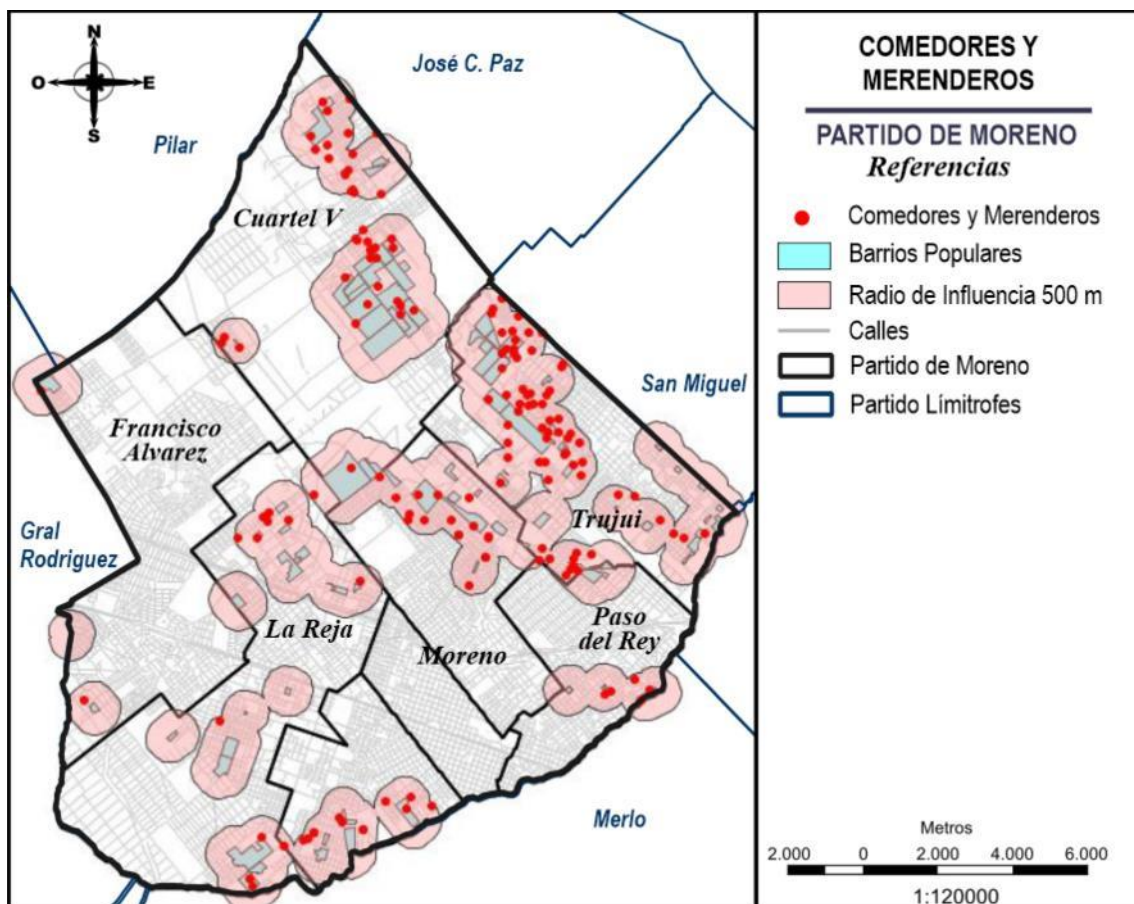 N
O E
S
José C. Paz
Pilar
Cuartel V
San Miguel
Francisco
Alvarez
Gral
Rodriguez
Trujui
La Reja
Moreno
Paso
del Rey
Merlo
COMEDORES Y
MERENDEROS
PARTIDO DE MORENO
Referencias
Comedores y Merenderos
Barrios Populares
Radio de Influencia 500 m
Calles
Partido de Moreno
Partido Límitrofes
Metros
2.000 0 2.000 4.000 6.000
1:120000